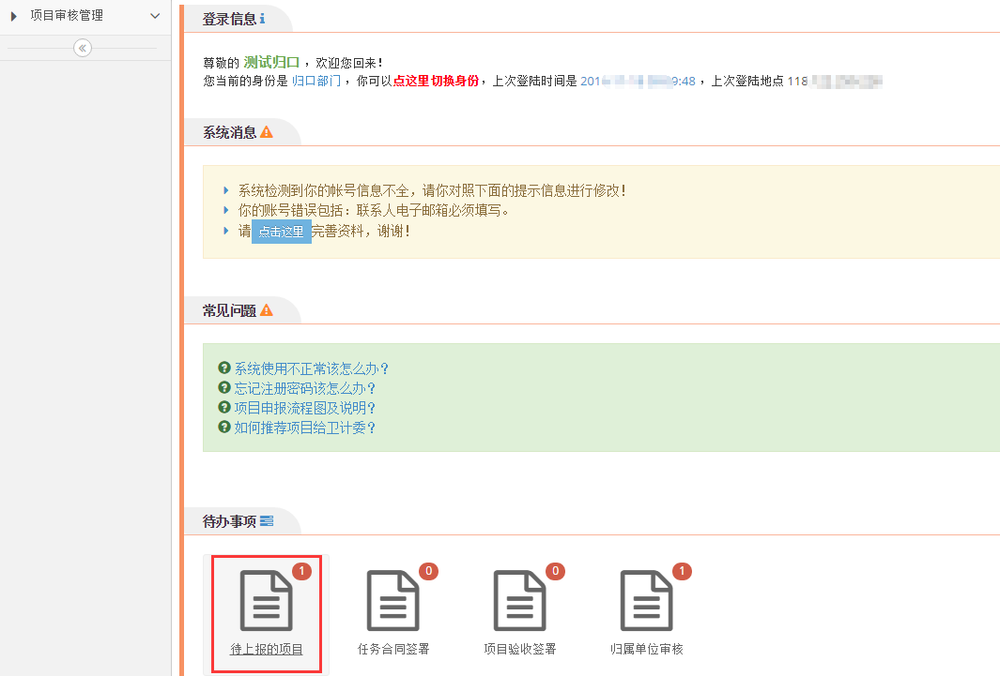 项目审核管理
登录信息
尊敬的 测试归口 ，欢迎您回来！
您当前的身份是 归口部门 ，你可以点这里切换身份，上次登陆时间是 201 9:48 ，上次登陆地点 118
系统消息
系统检测到你的帐号信息不全，请你对照下面的提示信息进行修改！
你的账号错误包括：联系人电子邮箱必须填写。
请 点击这里 完善资料，谢谢！
常见问题
系统使用不正常该怎么办？
忘记注册密码该怎么办？
项目申报流程图及说明？
如何推荐项目给卫计委？
待办事项
1 0 0 1
待上报的项目 任务合同签署 项目验收签署 归属单位审核